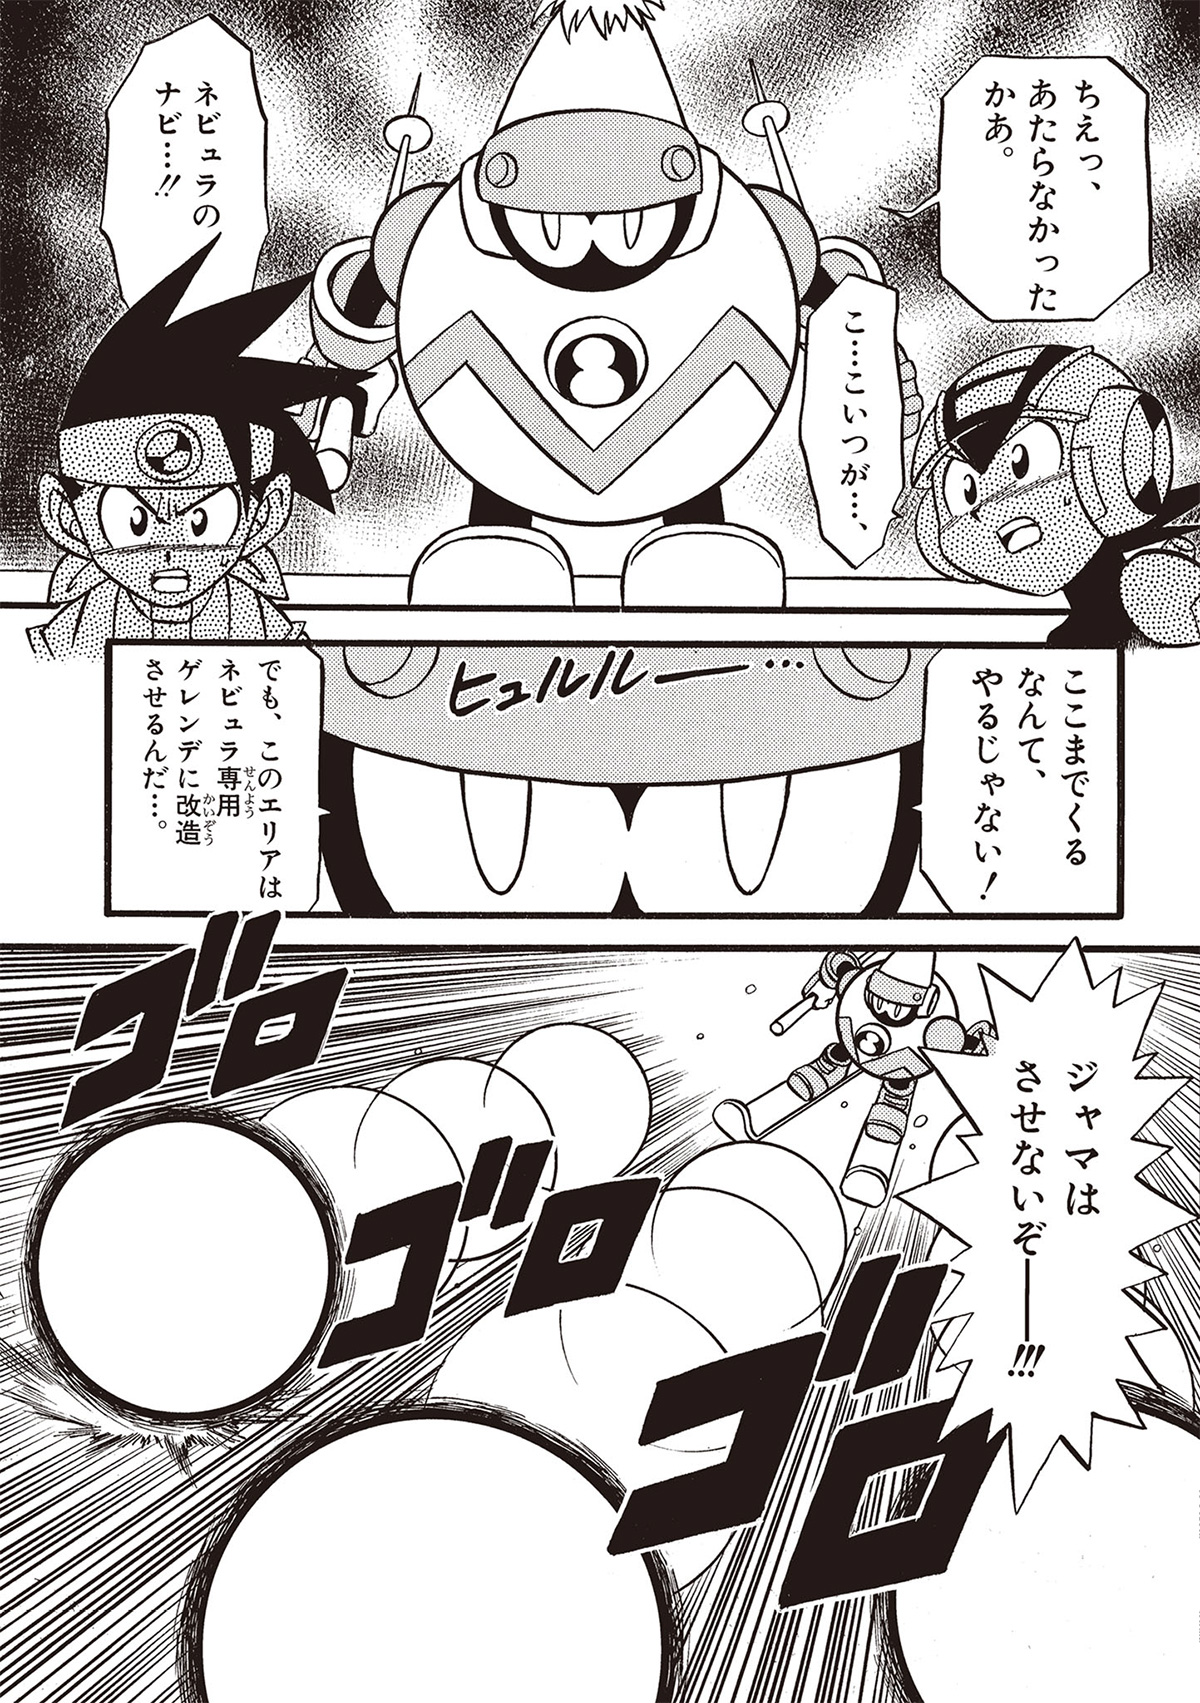 ちえっ、
あたらなかった
かあ。
こ…こいつが…、
ネビュラの
ナビ…!!
ここまでくる
なんて、
やるじゃない!
ヒュルルー…
でも、このエリアは
ネビュラ専用
せんよう
ゲレンデに改造
かいぞう
させるんだ…。
ジャマは
させないぞ――!!!
ゴロ
ゴロ
ゴロ